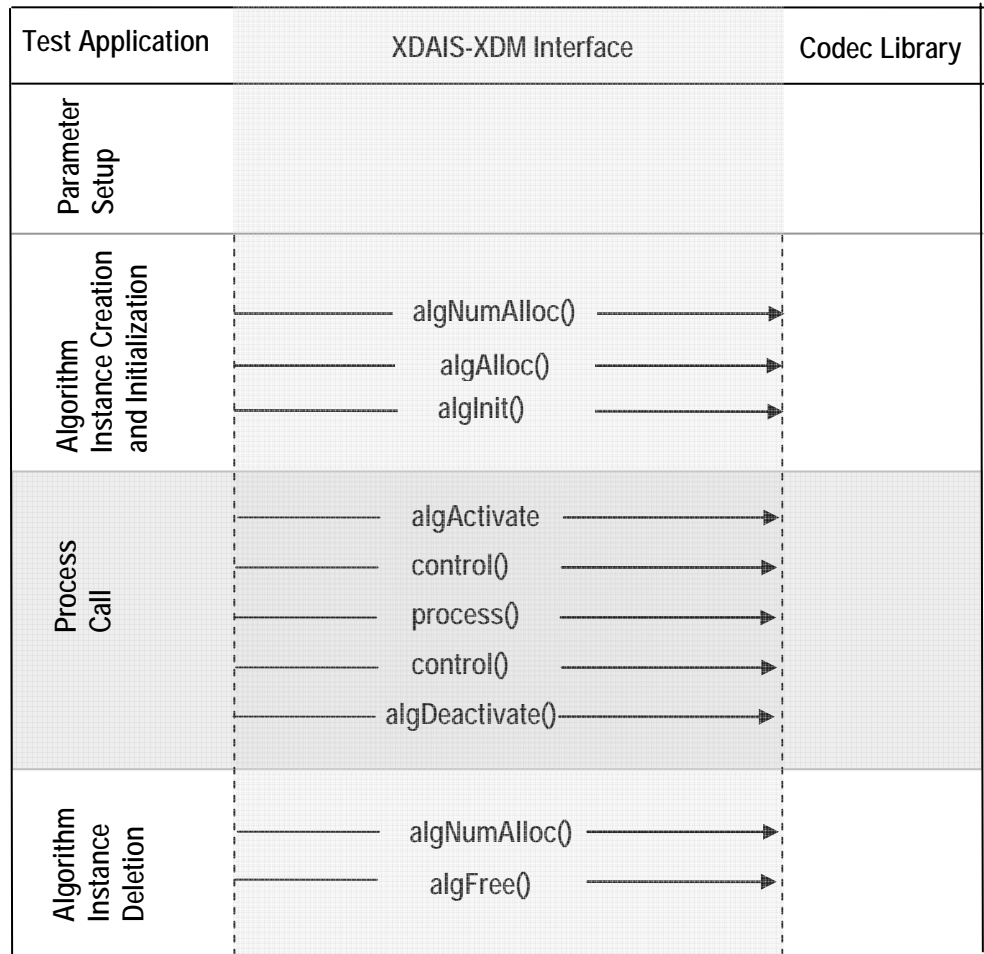 Test Application
XDAIS-XDM Interface
Codec Library
Parameter
Setup
Algorithm
Instance Creation
and Initialization
algNumAlloc()
algAlloc()
algInit()
Process
Call
algActivate
control()
process()
control()
algDeactivate()
Algorithm
Instance
Deletion
algNumAlloc()
algFree()